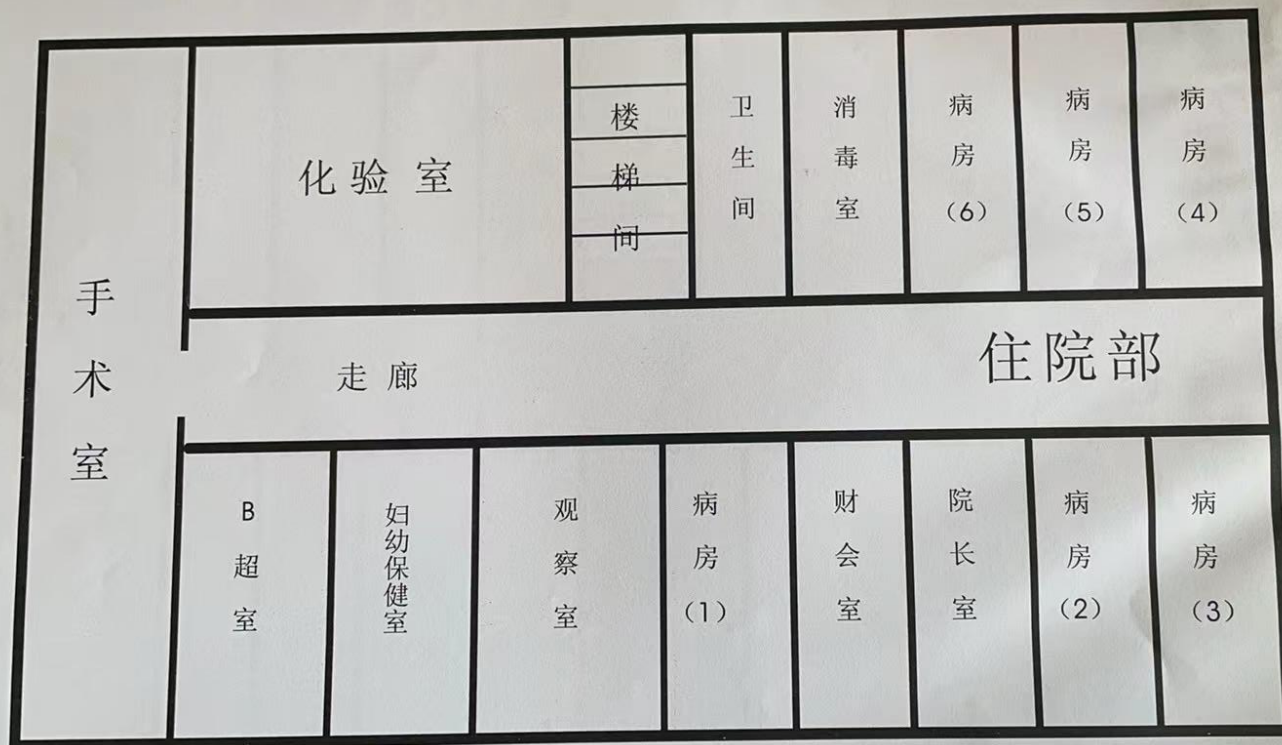 手术室
化验 室
楼梯间
卫生间
消毒室
病房(6)
病房(5)
病房(4)
走廊
住院部
B超室
妇幼保健室
观察室
病房(1)
财会室
院长室
病房(2)
病房(3)